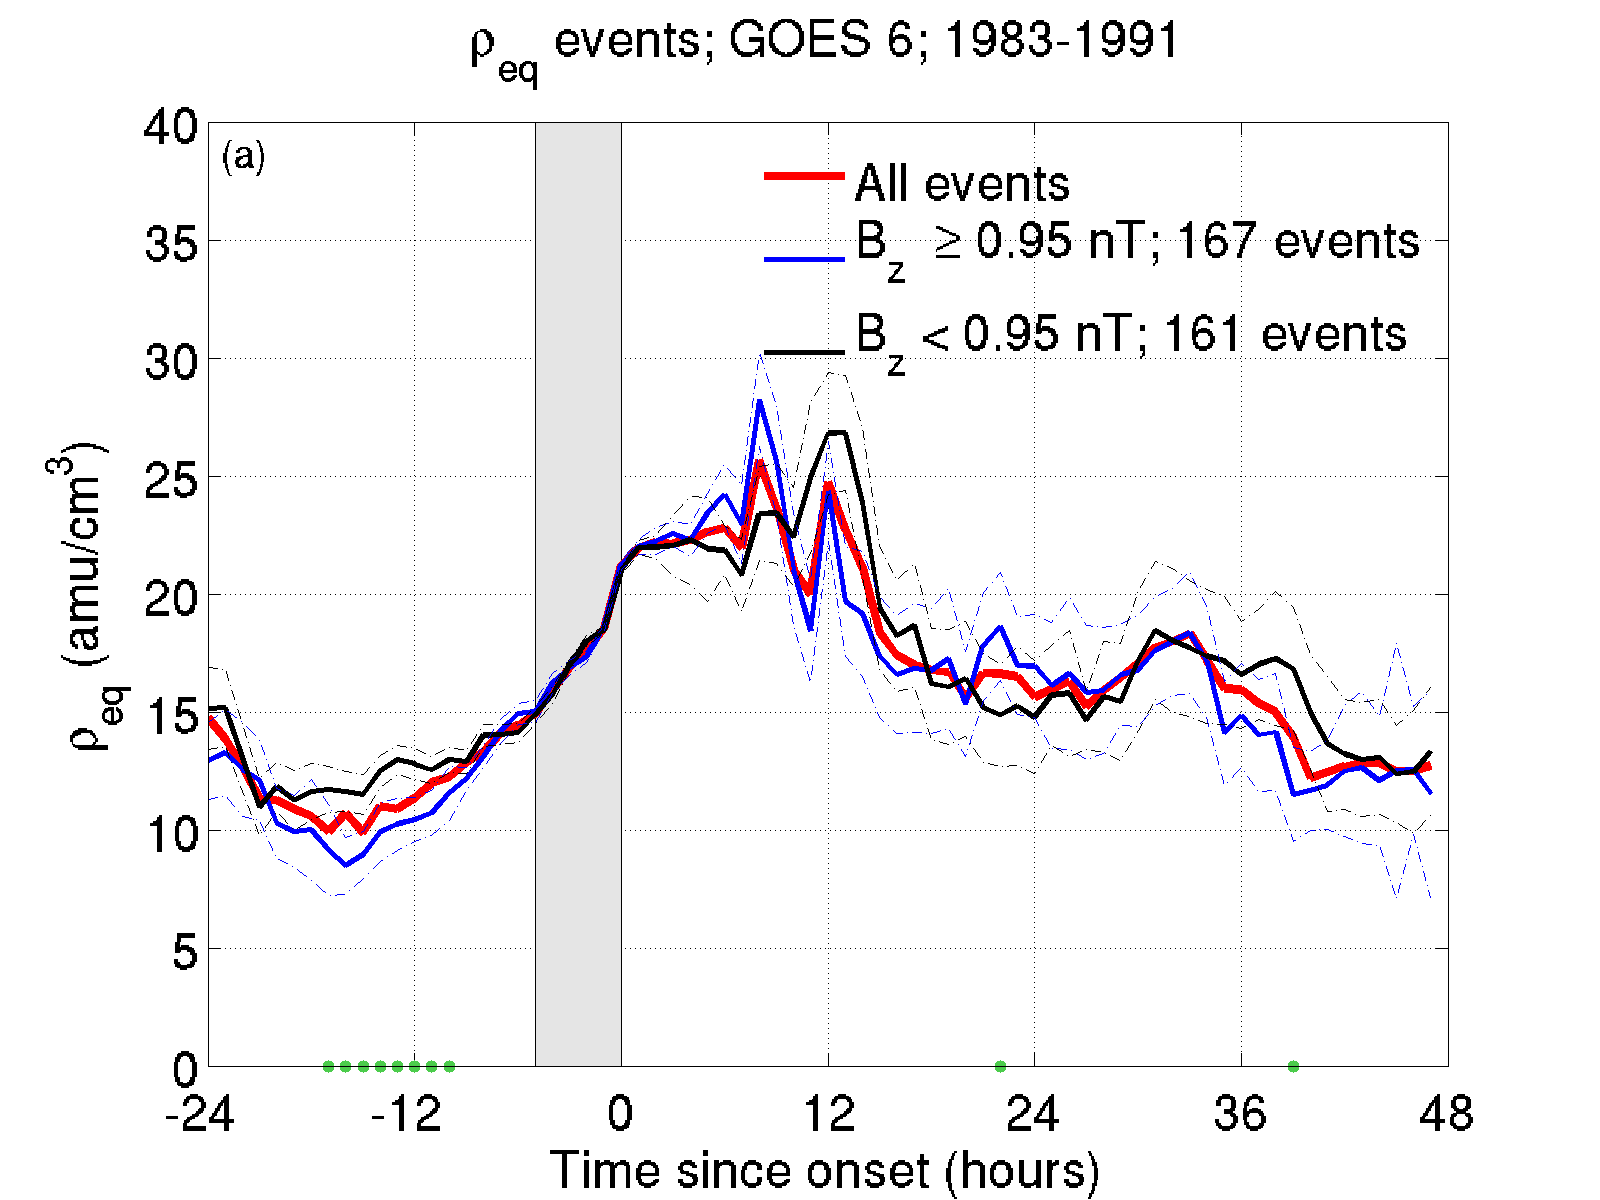 ρeq events; GOES 6; 1983-1991
(a)
All events
Bz ≥ 0.95 nT; 167 events
Bz < 0.95 nT; 161 events
ρeq (amu/cm³)
40
35
30
25
20
15
10
5
0
-24 -12 0 12 24 36 48
Time since onset (hours)